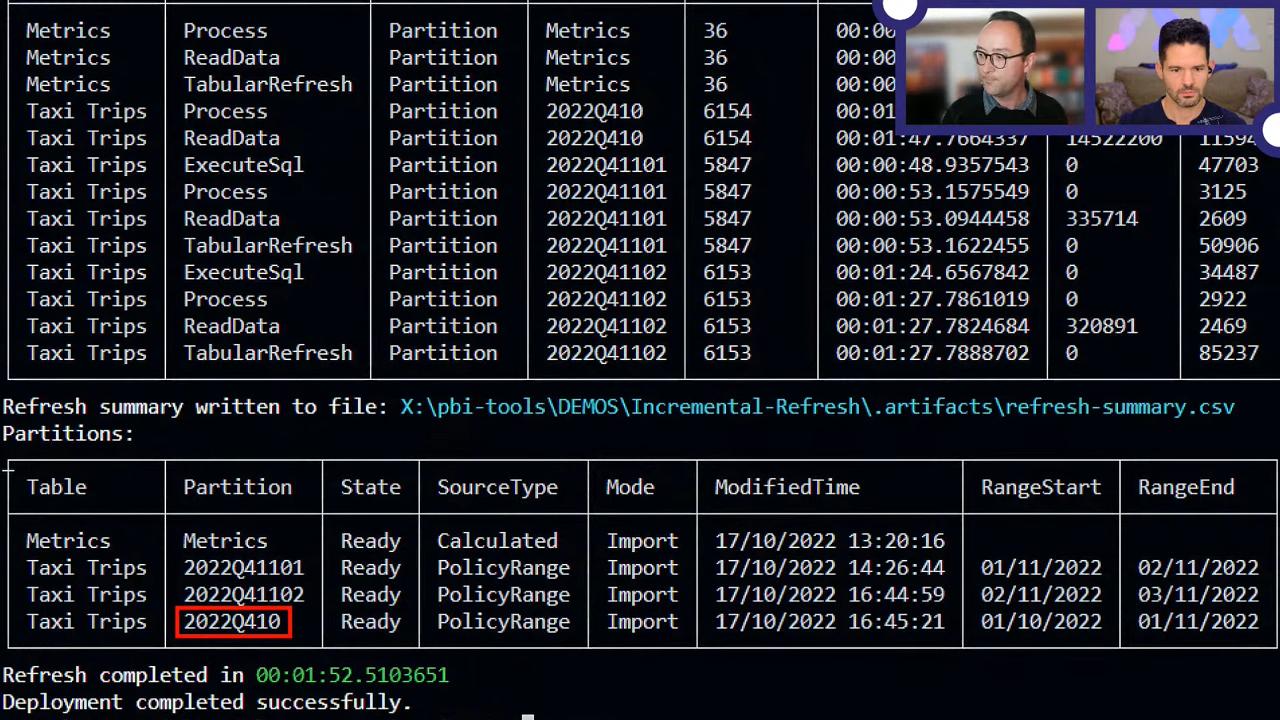 Metrics Process Partition Metrics 36 00:00
Metrics ReadData Partition Metrics 36 00:00
Metrics TabularRefresh Partition Metrics 36 00:00
Taxi Trips Process Partition 2022Q410 6154 00:01
Taxi Trips ReadData Partition 2022Q410 6154 00:01:47.7664337 14522200 11594
Taxi Trips ExecuteSql Partition 2022Q41101 5847 00:00:48.9357543 0 47703
Taxi Trips Process Partition 2022Q41101 5847 00:00:53.1575549 0 3125
Taxi Trips ReadData Partition 2022Q41101 5847 00:00:53.0944458 335714 2609
Taxi Trips TabularRefresh Partition 2022Q41101 5847 00:00:53.1622455 0 50906
Taxi Trips ExecuteSql Partition 2022Q41102 6153 00:01:24.6567842 0 34487
Taxi Trips Process Partition 2022Q41102 6153 00:01:27.7861019 0 2922
Taxi Trips ReadData Partition 2022Q41102 6153 00:01:27.7824684 320891 2469
Taxi Trips TabularRefresh Partition 2022Q41102 6153 00:01:27.7888702 0 85237
Refresh summary written to file: X:\pbi-tools\DEMOS\Incremental-Refresh\.artifacts\refresh-summary.csv
Partitions:
Table Partition State SourceType Mode ModifiedTime RangeStart RangeEnd
Metrics Metrics Ready Calculated Import 17/10/2022 13:20:16
Taxi Trips 2022Q41101 Ready PolicyRange Import 17/10/2022 14:26:44 01/11/2022 02/11/2022
Taxi Trips 2022Q41102 Ready PolicyRange Import 17/10/2022 16:44:59 02/11/2022 03/11/2022
Taxi Trips 2022Q410 Ready PolicyRange Import 17/10/2022 16:45:21 01/10/2022 01/11/2022
Refresh completed in 00:01:52.5103651
Deployment completed successfully.